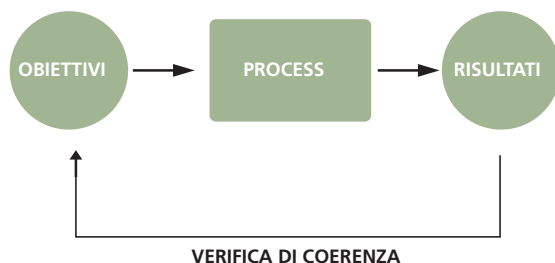 OBIETTIVI
PROCESS
RISULTATI
VERIFICA DI COERENZA